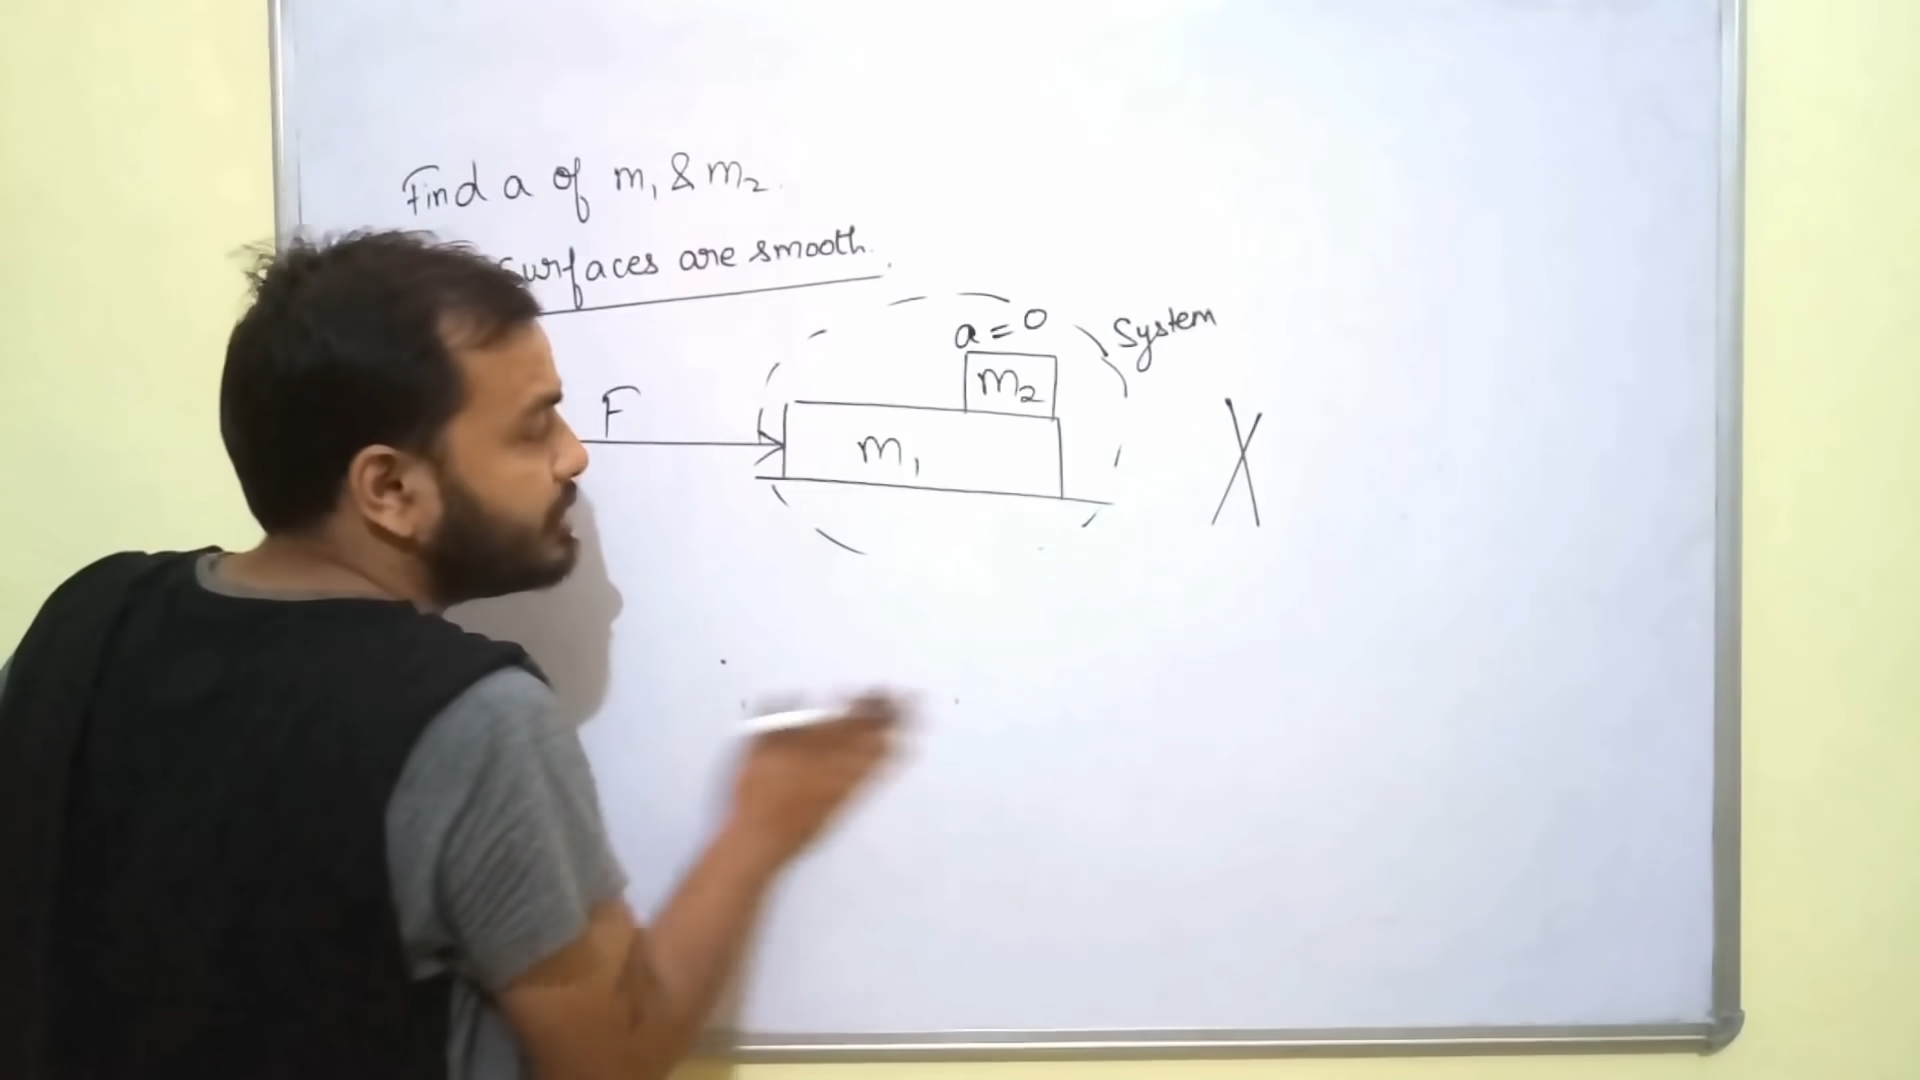 Find a of m₁ & m₂.
surfaces are smooth.
a = 0
System
F
m₂
m₁
X